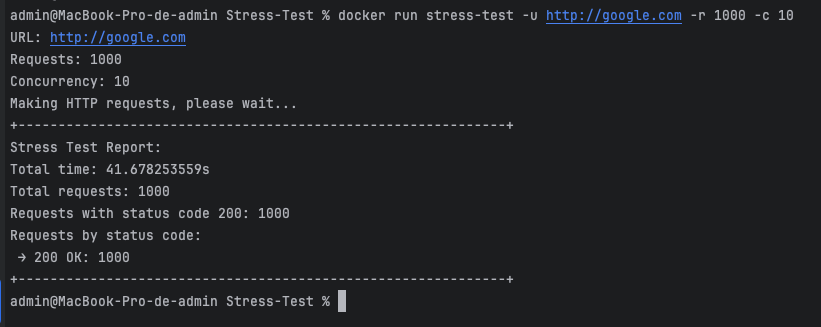 admin@MacBook-Pro-de-admin Stress-Test % docker run stress-test -u http://google.com -r 1000 -c 10
URL: http://google.com
Requests: 1000
Concurrency: 10
Making HTTP requests, please wait...
+-------------------------------------------------------------+
Stress Test Report:
Total time: 41.678253559s
Total requests: 1000
Requests with status code 200: 1000
Requests by status code:
 → 200 OK: 1000
+-------------------------------------------------------------+
admin@MacBook-Pro-de-admin Stress-Test %